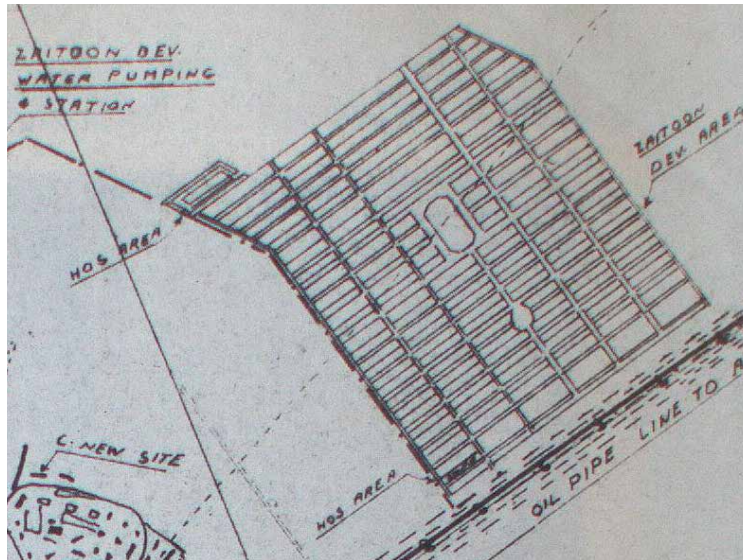 ZAITOON DEV.
WATER PUMPING
& STATION
ZAITOON
DEV. AREA
HOS AREA
C. NEW SITE
HOS AREA
OIL PIPE LINE TO